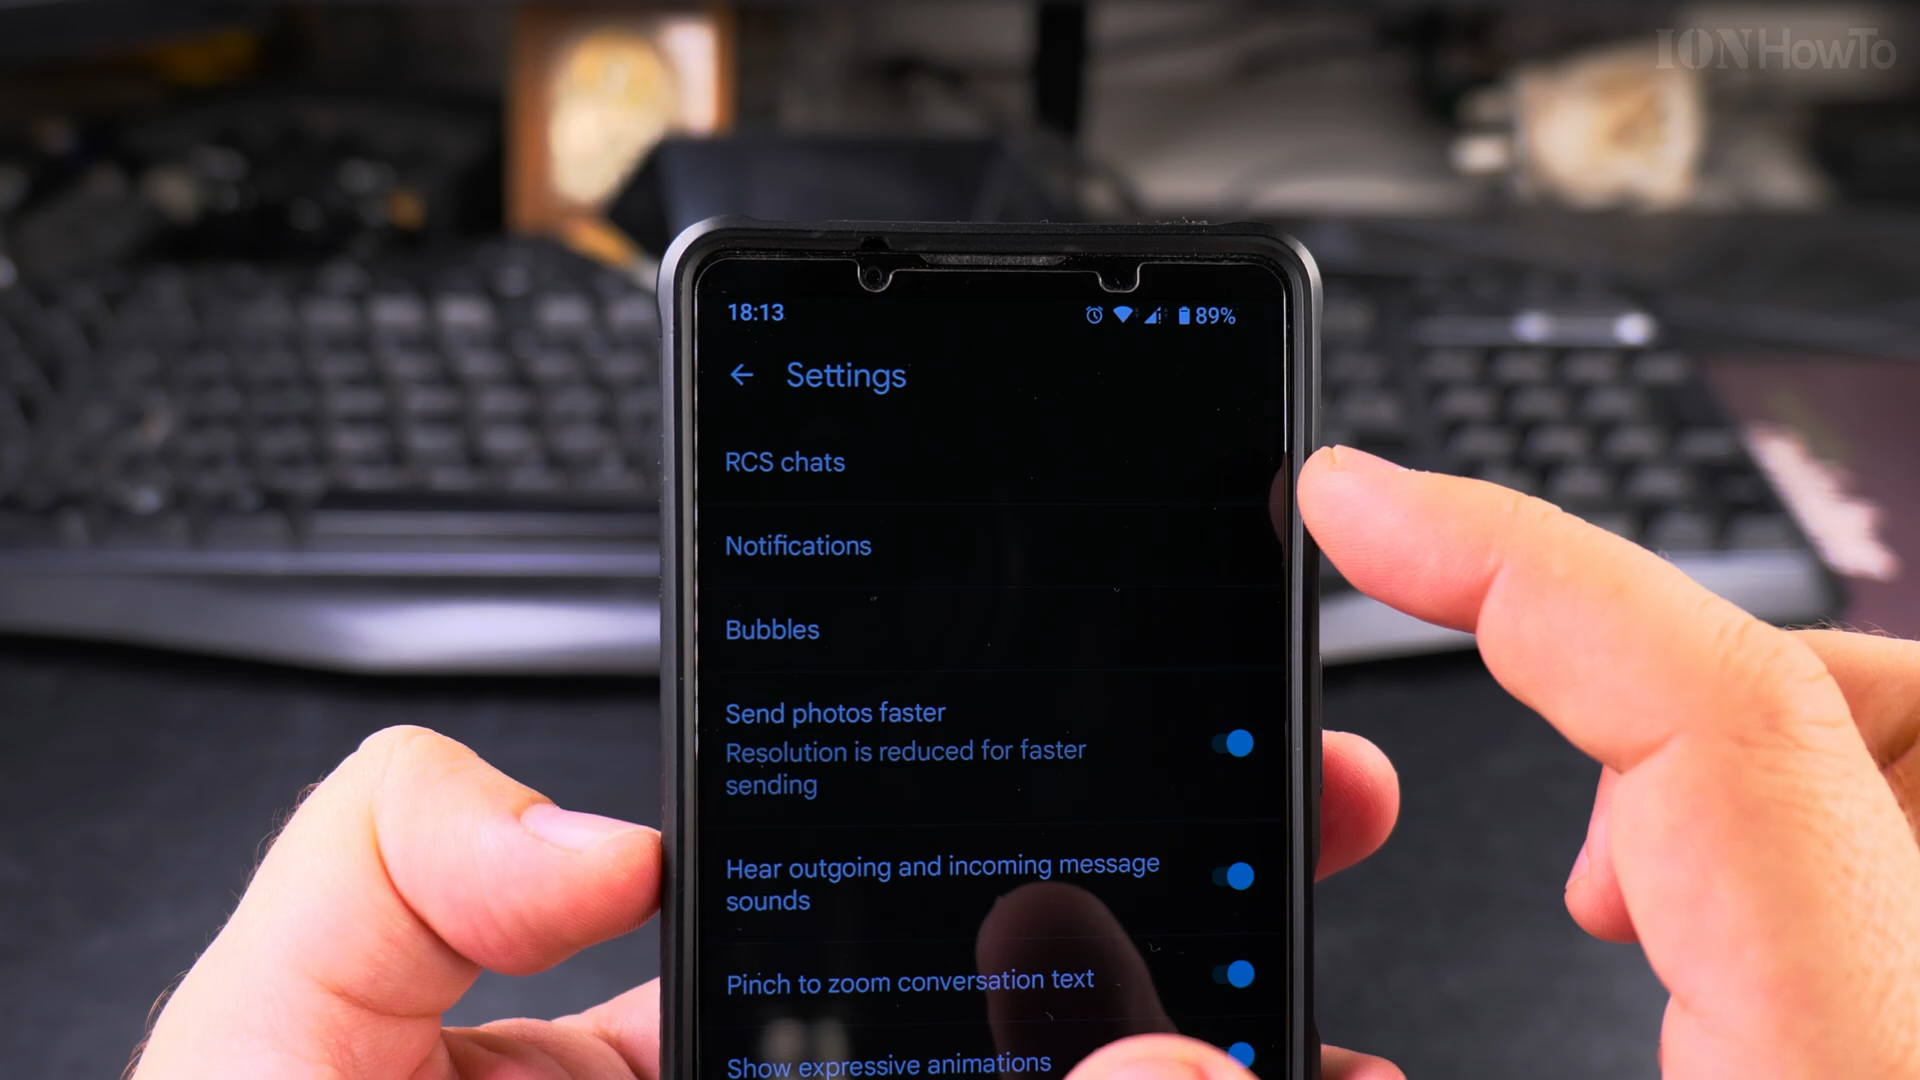 IONHowTo
18:13
89%
Settings
RCS chats
Notifications
Bubbles
Send photos faster
Resolution is reduced for faster
sending
Hear outgoing and incoming message
sounds
Pinch to zoom conversation text
Show expressive animations